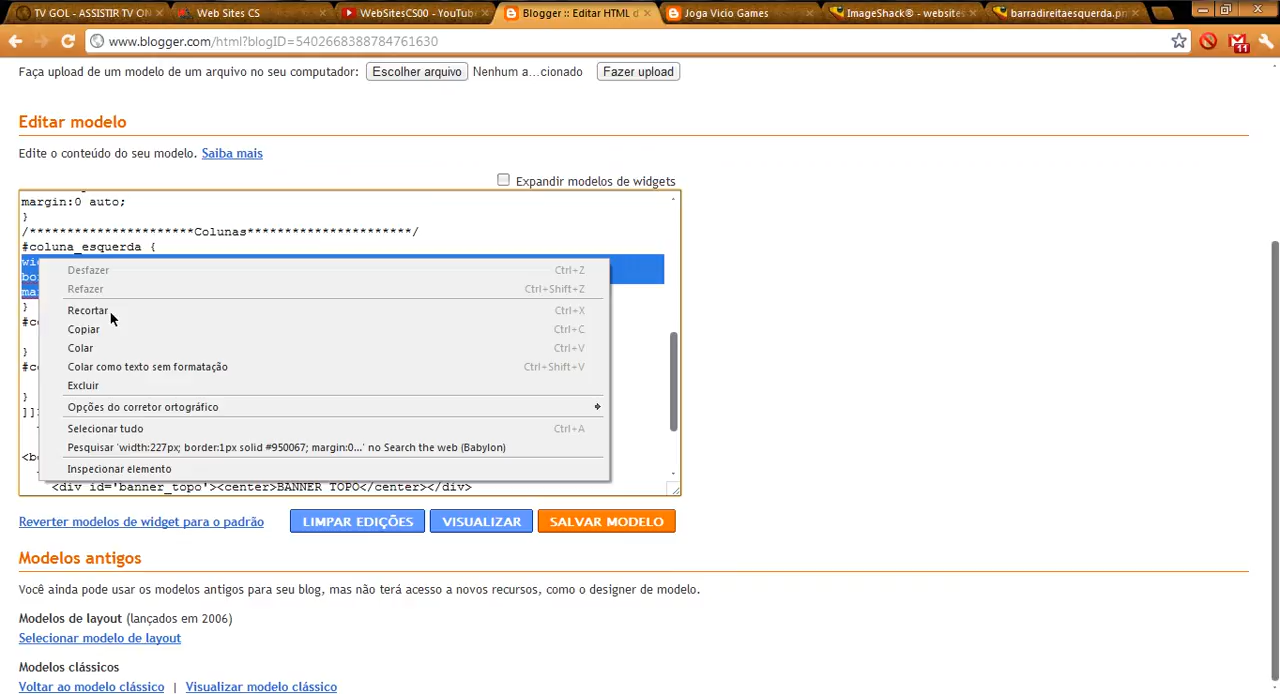 TV GOL - ASSISTIR TV ON
Web Sites CS
WebSitesCS00 - YouTub
Blogger :: Editar HTML d
Joga Vicio Games
ImageShack® - website
barradireitaesquerda.pn
www.blogger.com/html?blogID=5402668388784761630
11
Faça upload de um modelo de um arquivo no seu computador: Escolher arquivo Nenhum a...cionado Fazer upload
Editar modelo
Edite o conteúdo do seu modelo. Saiba mais
Expandir modelos de widgets
margin:0 auto;
}
/**********************Colunas**********************/
#coluna_esquerda {
wi
bo
ma
}
#c
}
#c
}
]]
<b
Desfazer Ctrl+Z
Refazer Ctrl+Shift+Z
Recortar Ctrl+X
Copiar Ctrl+C
Colar Ctrl+V
Colar como texto sem formatação Ctrl+Shift+V
Excluir
Opções do corretor ortográfico
Selecionar tudo Ctrl+A
Pesquisar `width:227px; border:1px solid #950067; margin:0...' no Search the web (Babylon)
Inspecionar elemento
<div id='banner_topo'><center>BANNER TOPO</center></div>
Reverter modelos de widget para o padrão LIMPAR EDIÇÕES VISUALIZAR SALVAR MODELO
Modelos antigos
Você ainda pode usar os modelos antigos para seu blog, mas não terá acesso a novos recursos, como o designer de modelo.
Modelos de layout (lançados em 2006)
Selecionar modelo de layout
Modelos clássicos
Voltar ao modelo clássico | Visualizar modelo clássico